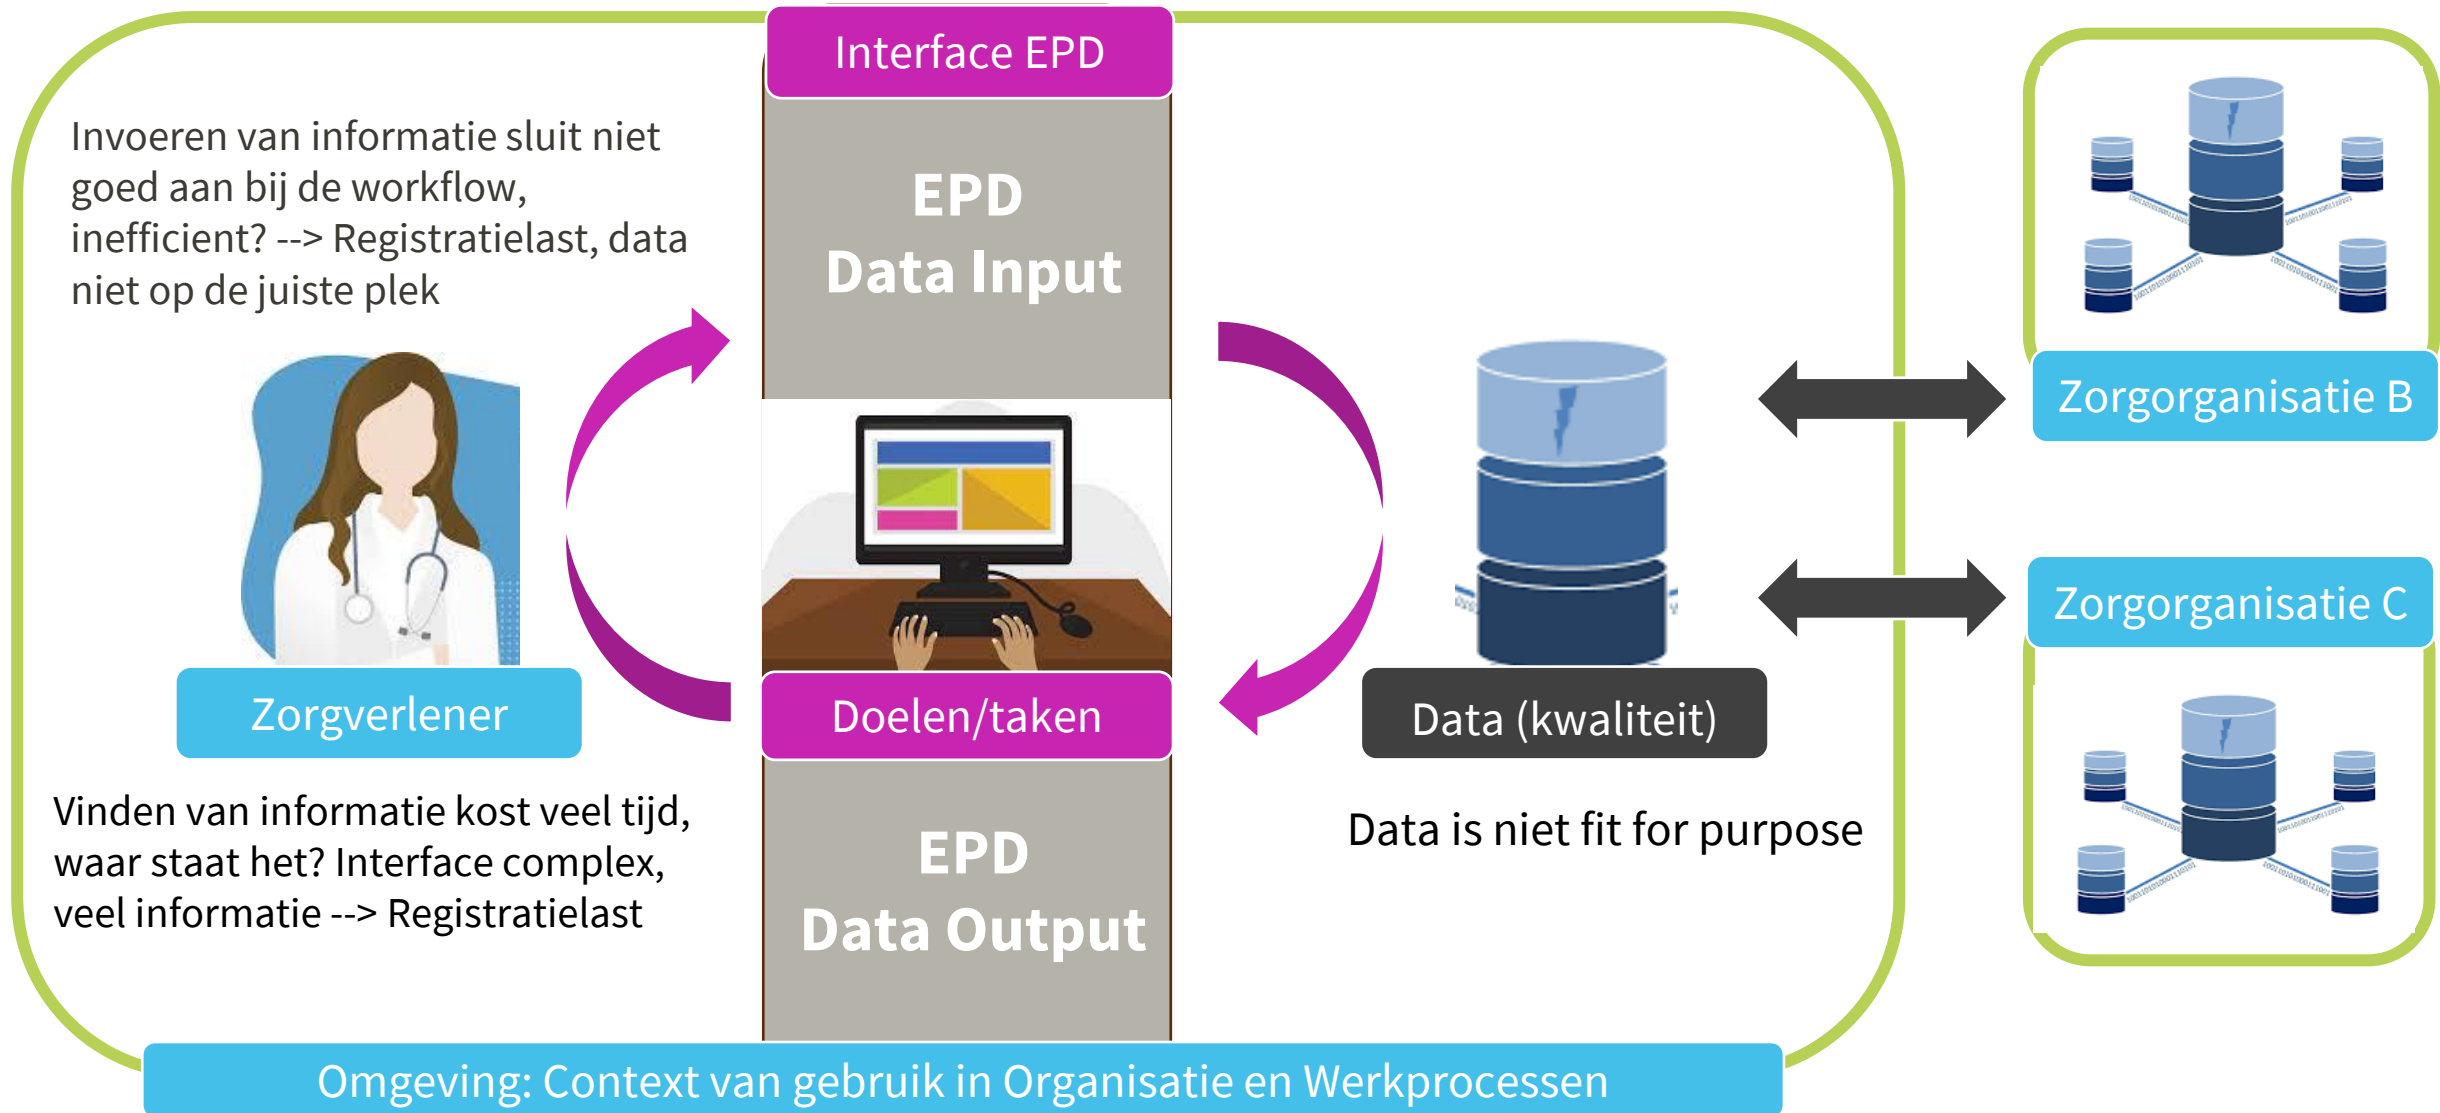 Interface EPD
Invoeren van informatie sluit niet
goed aan bij de workflow,
inefficient? --> Registratielast, data
niet op de juiste plek
EPD
Data Input
Zorgverlener
Doelen/taken
Data (kwaliteit)
Zorgorganisatie B
Zorgorganisatie C
Vinden van informatie kost veel tijd,
waar staat het? Interface complex,
veel informatie --> Registratielast
EPD
Data Output
Data is niet fit for purpose
Omgeving: Context van gebruik in Organisatie en Werkprocessen